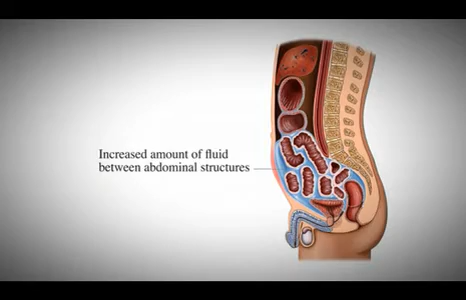 Increased amount of fluid
between abdominal structures